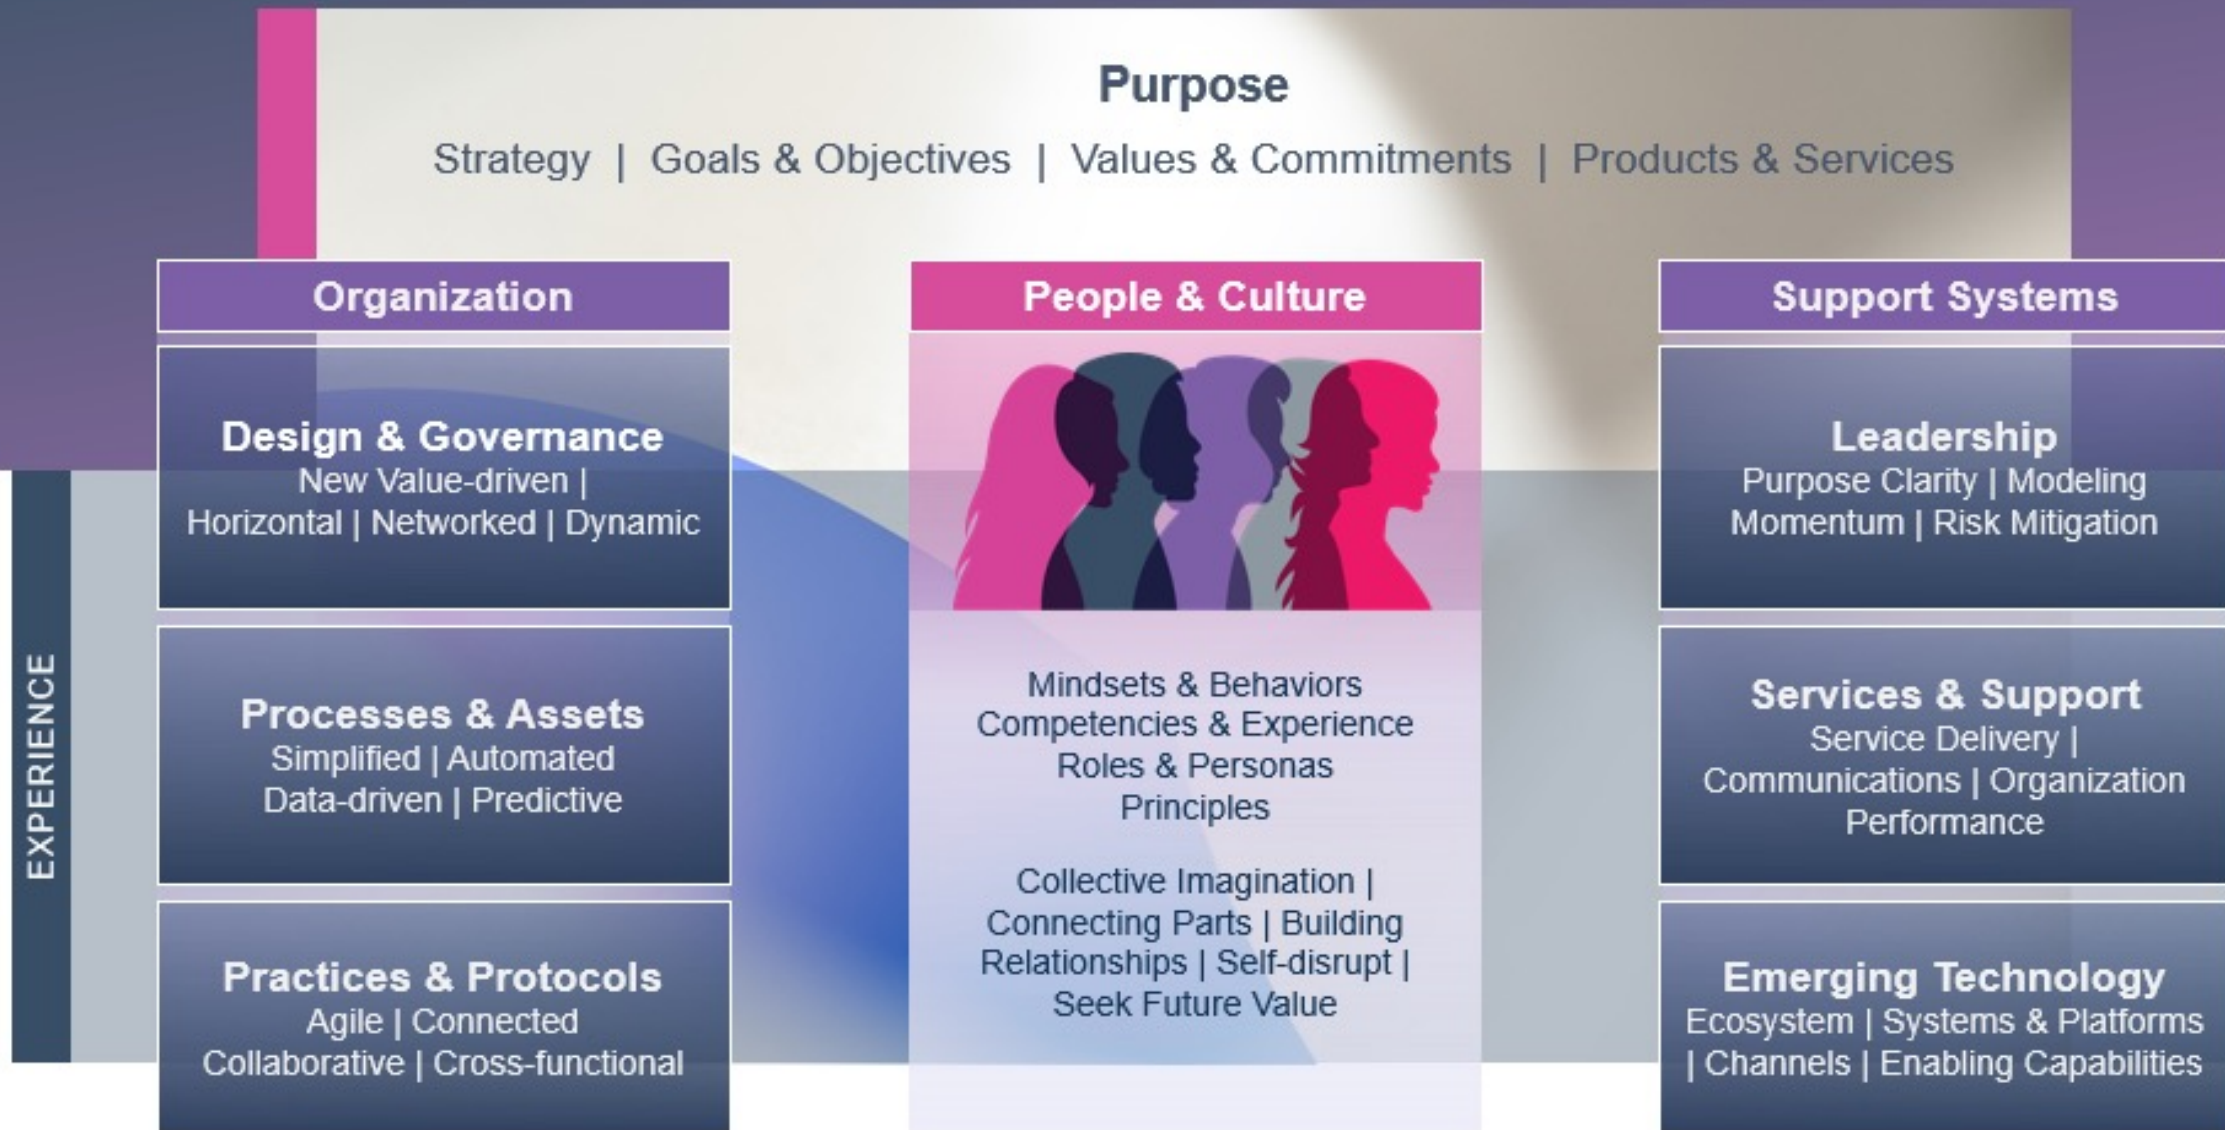 Purpose
Strategy | Goals & Objectives | Values & Commitments | Products & Services
Organization
Design & Governance
New Value-driven |
Horizontal | Networked | Dynamic
Processes & Assets
Simplified | Automated
Data-driven | Predictive
Practices & Protocols
Agile | Connected
Collaborative | Cross-functional
People & Culture
Mindsets & Behaviors
Competencies & Experience
Roles & Personas
Principles
Collective Imagination |
Connecting Parts | Building
Relationships | Self-disrupt |
Seek Future Value
Support Systems
Leadership
Purpose Clarity | Modeling
Momentum | Risk Mitigation
Services & Support
Service Delivery |
Communications | Organization
Performance
Emerging Technology
Ecosystem | Systems & Platforms
| Channels | Enabling Capabilities
EXPERIENCE